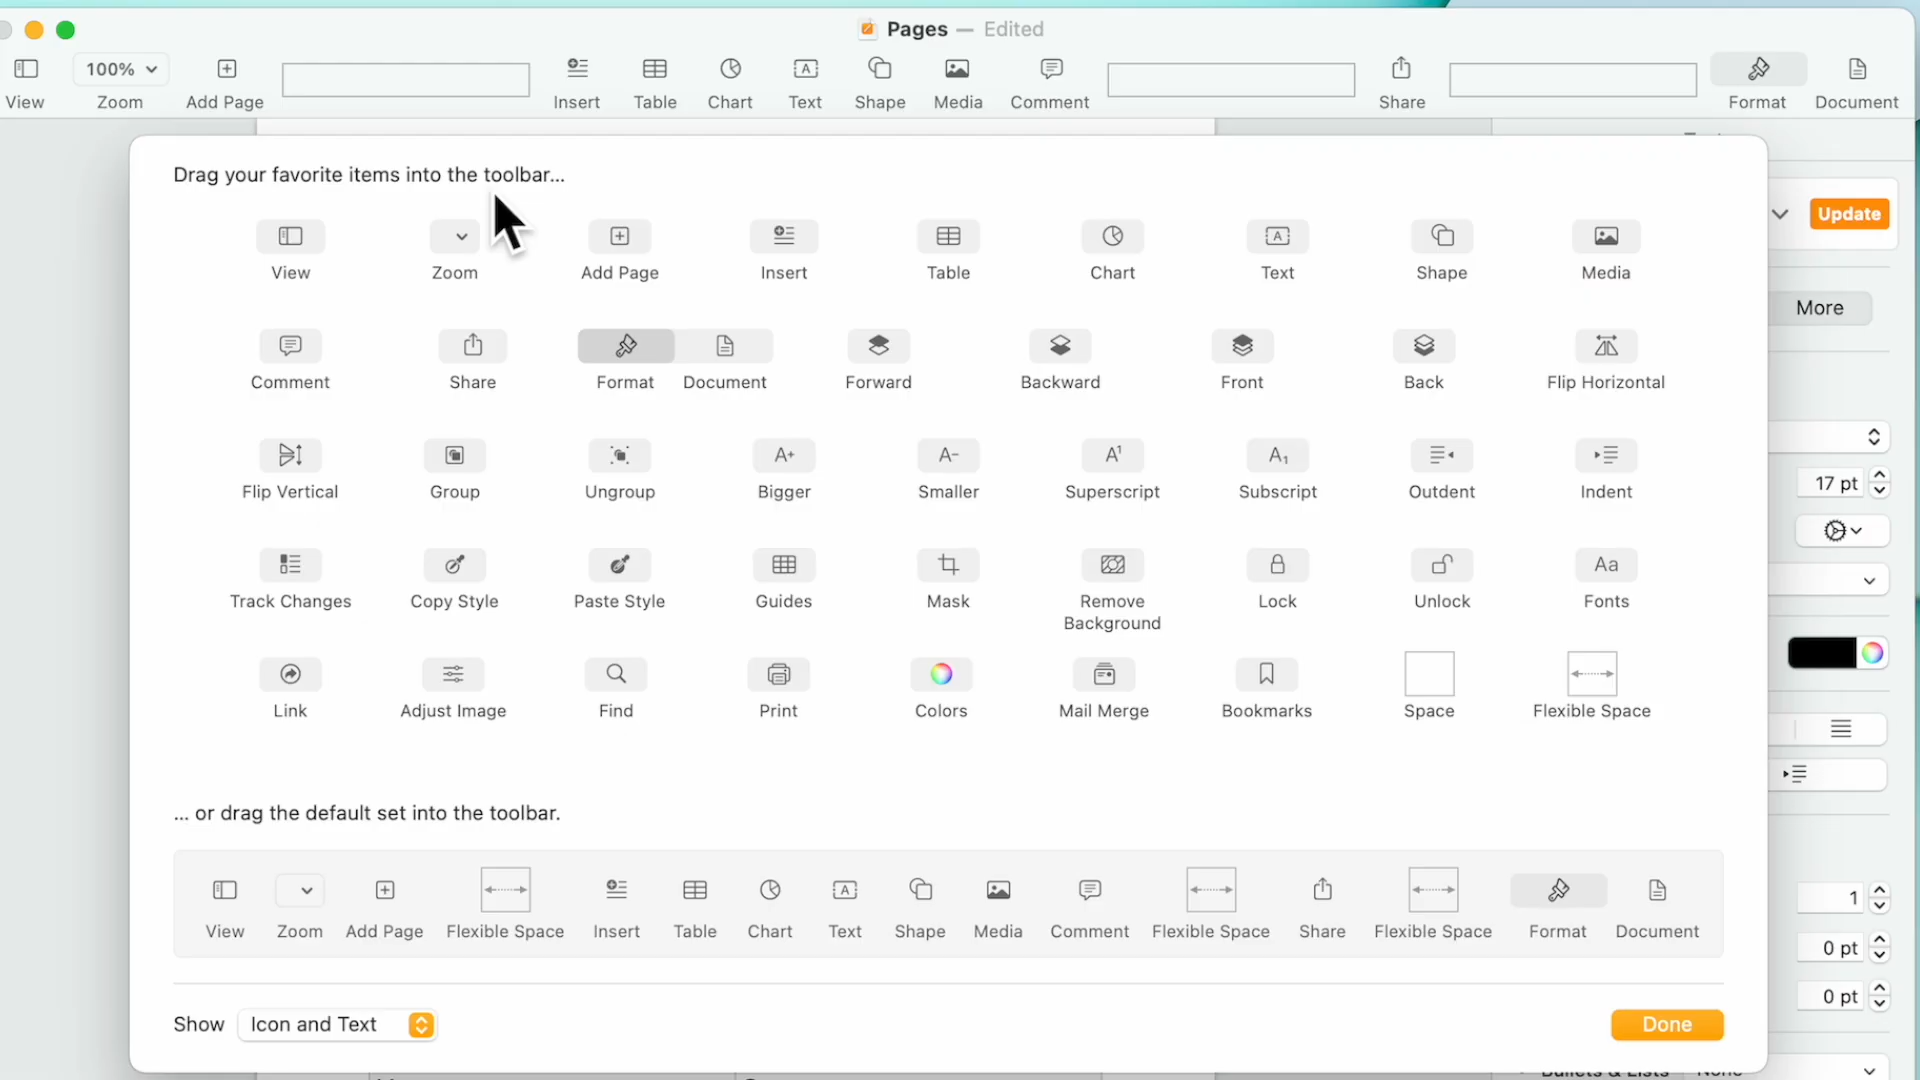 Pages — Edited
100%
View Zoom Add Page Insert Table Chart Text Shape Media Comment Share Format Document
Drag your favorite items into the toolbar...
Update
View Zoom Add Page Insert Table Chart Text Shape Media
More
Comment Share Format Document Forward Backward Front Back Flip Horizontal
Flip Vertical Group Ungroup Bigger Smaller Superscript Subscript Outdent Indent
17 pt
Track Changes Copy Style Paste Style Guides Mask Remove Background Lock Unlock Fonts
Link Adjust Image Find Print Colors Mail Merge Bookmarks Space Flexible Space
... or drag the default set into the toolbar.
1
View Zoom Add Page Flexible Space Insert Table Chart Text Shape Media Comment Flexible Space Share Flexible Space Format Document
0 pt
0 pt
Show Icon and Text Done
Bullets & Lists None